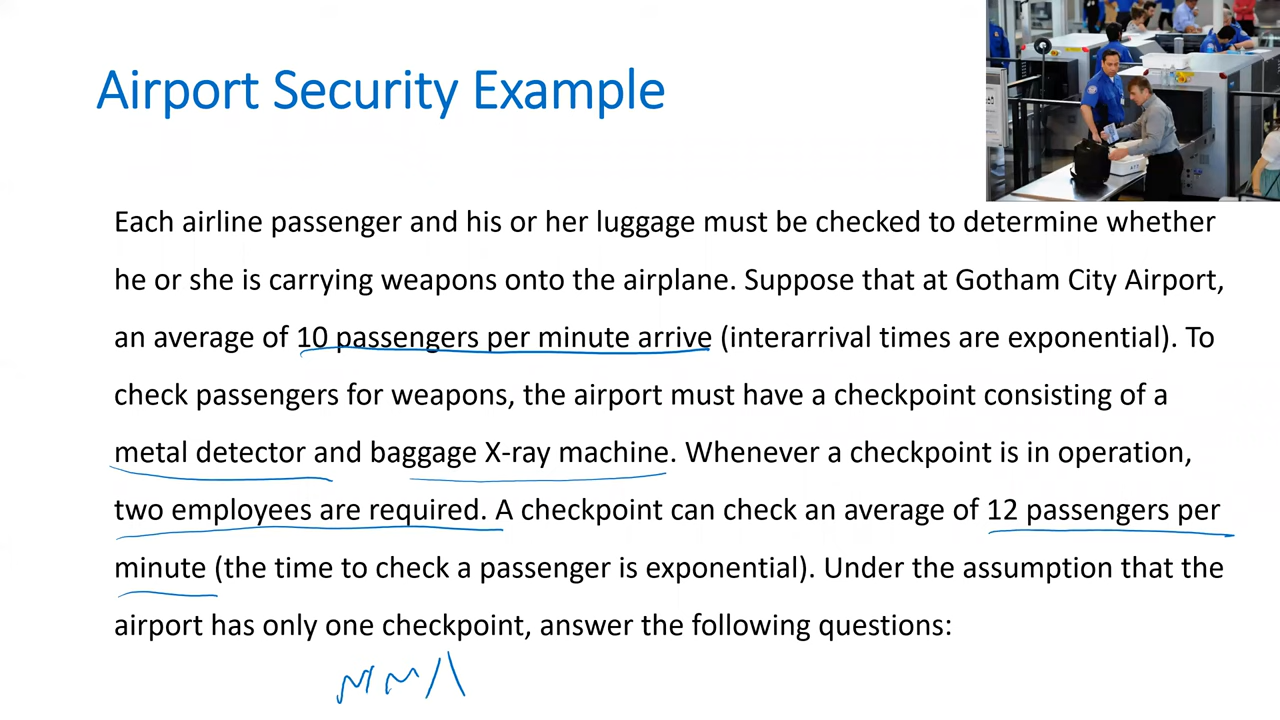 Airport Security Example
Each airline passenger and his or her luggage must be checked to determine whether
he or she is carrying weapons onto the airplane. Suppose that at Gotham City Airport,
an average of 10 passengers per minute arrive (interarrival times are exponential). To
check passengers for weapons, the airport must have a checkpoint consisting of a
metal detector and baggage X-ray machine. Whenever a checkpoint is in operation,
two employees are required. A checkpoint can check an average of 12 passengers per
minute (the time to check a passenger is exponential). Under the assumption that the
airport has only one checkpoint, answer the following questions:
MM/1